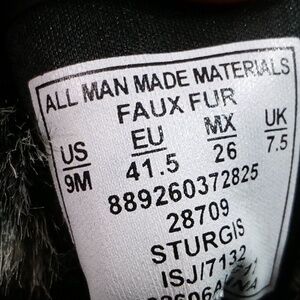 ALL MAN MADE MATERIALS
FAUX FUR
US EU MX UK
9M 41.5 26 7.5
889260372825
28709
STURGIS
ISJ/7132